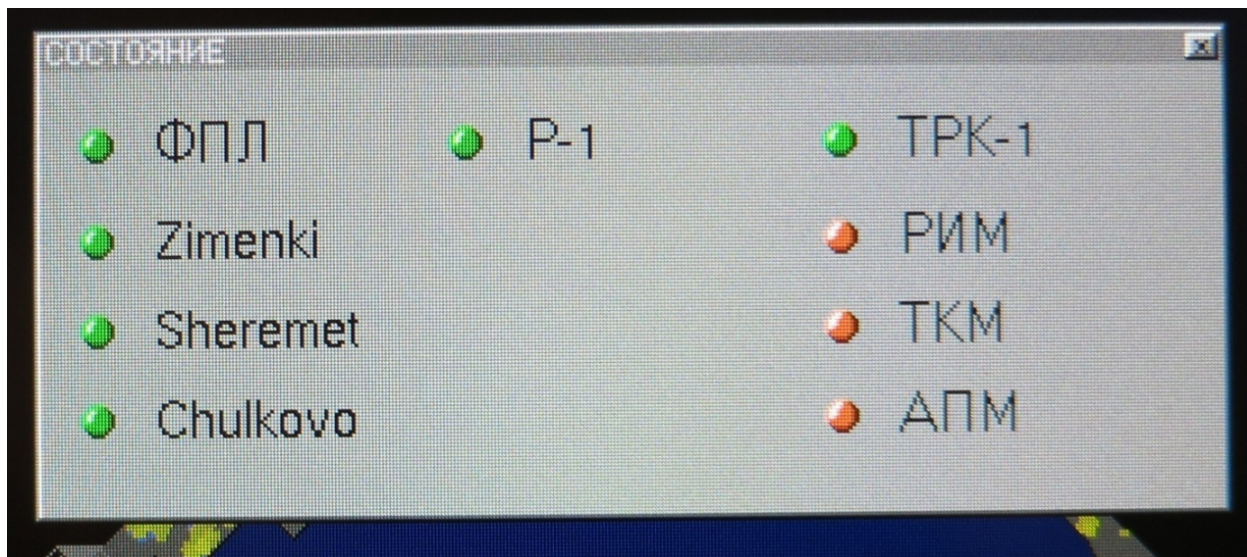 СОСТОЯНИЕ
ФПЛ Р-1 ТРК-1
Zimenki РИМ
Sheremet ТКМ
Chulkovo АПМ